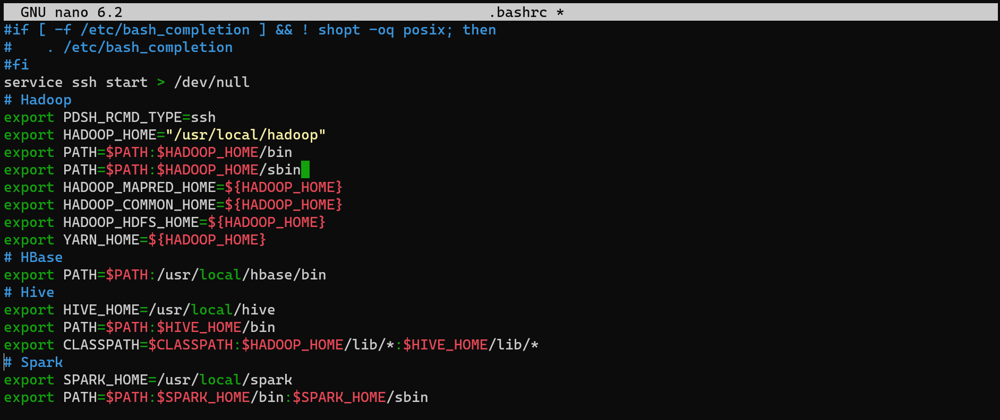 GNU nano 6.2 .bashrc *
#if [ -f /etc/bash_completion ] && ! shopt -oq posix; then
#    . /etc/bash_completion
#fi
service ssh start > /dev/null
# Hadoop
export PDSH_RCMD_TYPE=ssh
export HADOOP_HOME="/usr/local/hadoop"
export PATH=$PATH:$HADOOP_HOME/bin
export PATH=$PATH:$HADOOP_HOME/sbin
export HADOOP_MAPRED_HOME=${HADOOP_HOME}
export HADOOP_COMMON_HOME=${HADOOP_HOME}
export HADOOP_HDFS_HOME=${HADOOP_HOME}
export YARN_HOME=${HADOOP_HOME}
# HBase
export PATH=$PATH:/usr/local/hbase/bin
# Hive
export HIVE_HOME=/usr/local/hive
export PATH=$PATH:$HIVE_HOME/bin
export CLASSPATH=$CLASSPATH:$HADOOP_HOME/lib/*:$HIVE_HOME/lib/*
# Spark
export SPARK_HOME=/usr/local/spark
export PATH=$PATH:$SPARK_HOME/bin:$SPARK_HOME/sbin